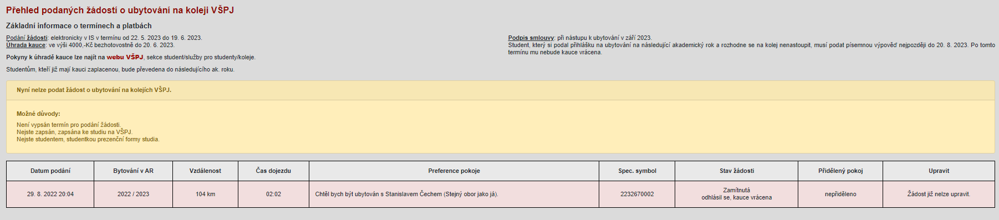 Přehled podaných žádostí o ubytování na koleji VŠPJ
Základní informace o termínech a platbách
Podání žádosti: elektronicky v IS v termínu od 22. 5. 2023 do 19. 6. 2023.
Úhrada kauce: ve výši 4000,-Kč bezhotovostně do 20. 6. 2023.
Pokyny k úhradě kauce lze najít na webu VŠPJ, sekce student/služby pro studenty/koleje.
Studentům, kteří již mají kauci zaplacenou, bude převedena do následujícího ak. roku.
Podpis smlouvy: při nástupu k ubytování v září 2023.
Student, který si podal přihlášku na ubytování na následující akademický rok a rozhodne se na kolej nenastoupit, musí podat písemnou výpověď nejpozději do 20. 8. 2023. Po tomto
termínu mu nebude kauce vrácena.
Nyní nelze podat žádost o ubytování na kolejích VŠPJ.
Možné důvody:
Není vypsán termín pro podání žádosti.
Nejste zapsán, zapsána ke studiu na VŠPJ.
Nejste studentem, studentkou prezenční formy studia.
Datum podání Bytování v AR Vzdálenost Čas dojezdu Preference pokoje Spec. symbol Stav žádosti Přidělený pokoj Upravit
29. 8. 2022 20:04 2022 / 2023 104 km 02:02 Chtěl bych být ubytován s Stanislavem Čechem (Stejný obor jako já). 2232670002 Zamítnutá
odhlásil se, kauce vrácena nepřiděleno Žádost již nelze upravit.